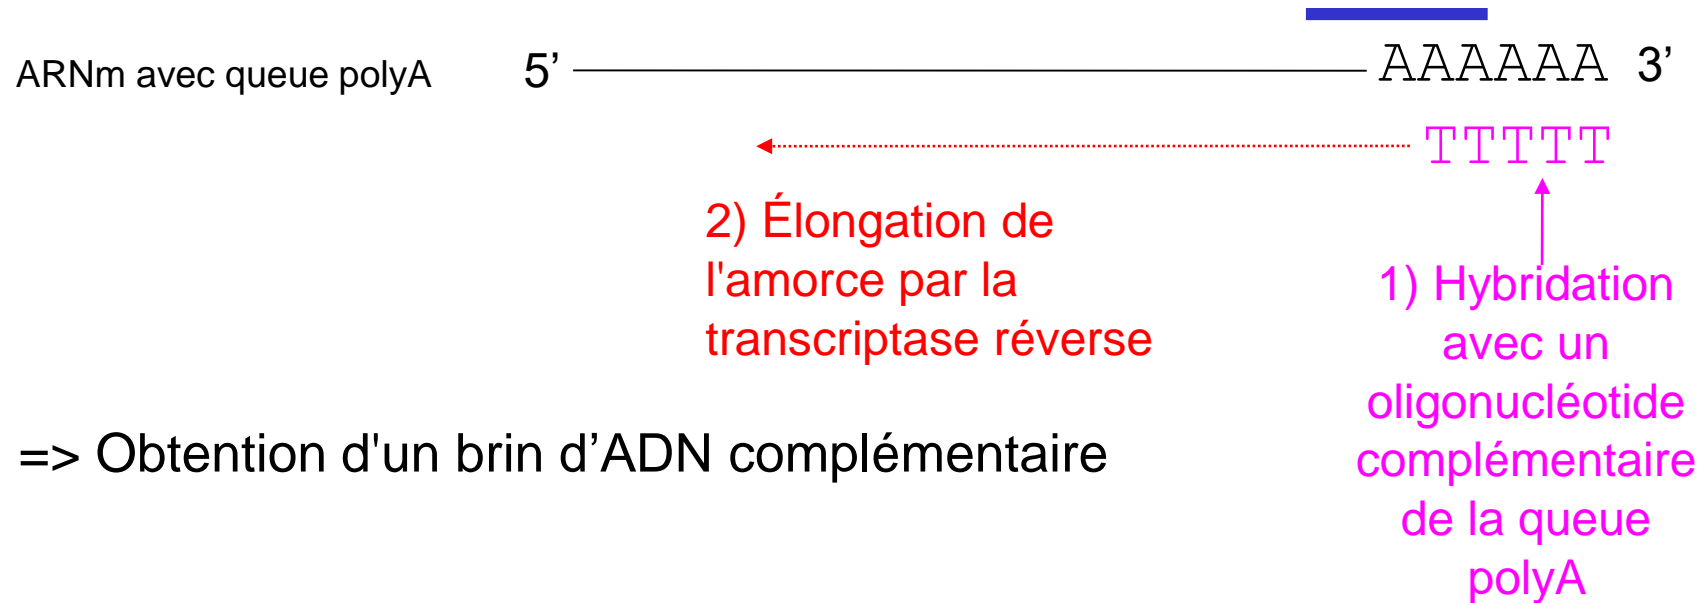 ARNm avec queue polyA 5’ AAAAAA 3’
TTTTT
2) Élongation de
l'amorce par la
transcriptase réverse
1) Hybridation
avec un
oligonucléotide
complémentaire
de la queue
polyA
=> Obtention d'un brin d’ADN complémentaire